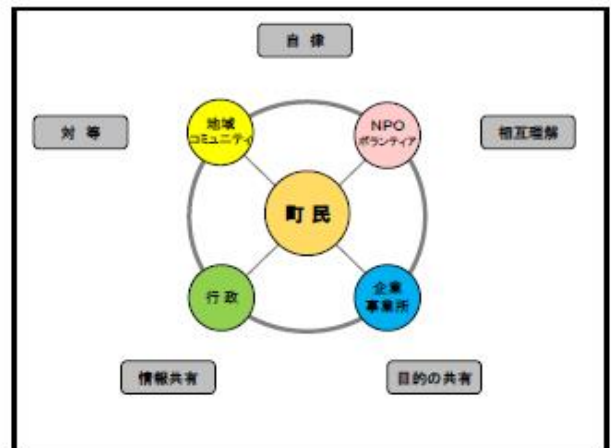 自 律
対 等
地域
コミュニティ
NPO
ボランティア
相互理解
町 民
行 政
企業
事業所
情報共有
目的の共有